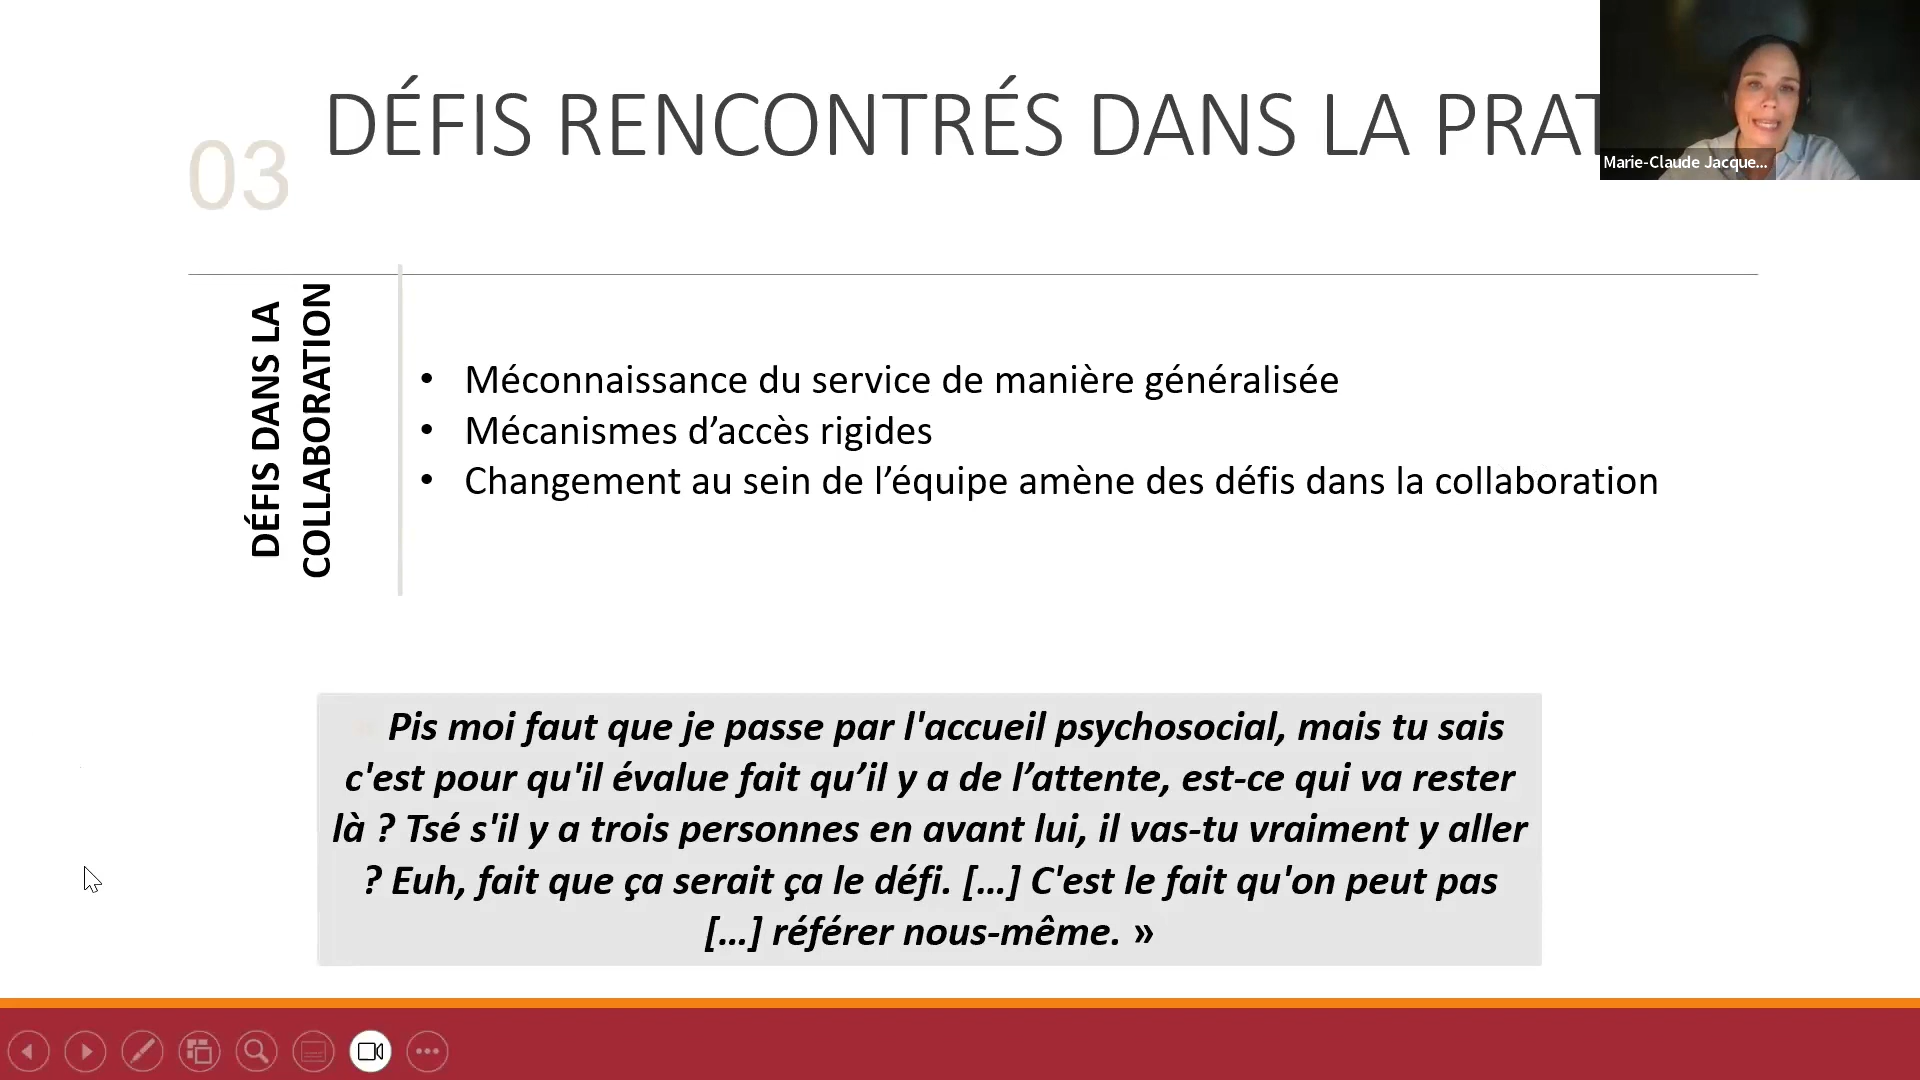 DÉFIS RENCONTRÉS DANS LA PRAT
03
Marie-Claude Jacque...
DÉFIS DANS LA
COLLABORATION
• Méconnaissance du service de manière généralisée
• Mécanismes d’accès rigides
• Changement au sein de l’équipe amène des défis dans la collaboration
Pis moi faut que je passe par l'accueil psychosocial, mais tu sais
c'est pour qu'il évalue fait qu’il y a de l’attente, est-ce qui va rester
là ? Tsé s'il y a trois personnes en avant lui, il vas-tu vraiment y aller
? Euh, fait que ça serait ça le défi. […] C'est le fait qu'on peut pas
[…] référer nous-même. »